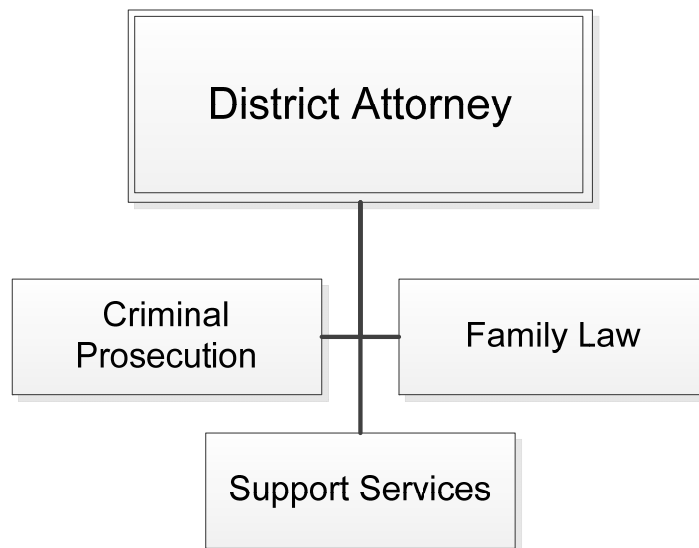 District Attorney
Criminal
Prosecution
Family Law
Support Services